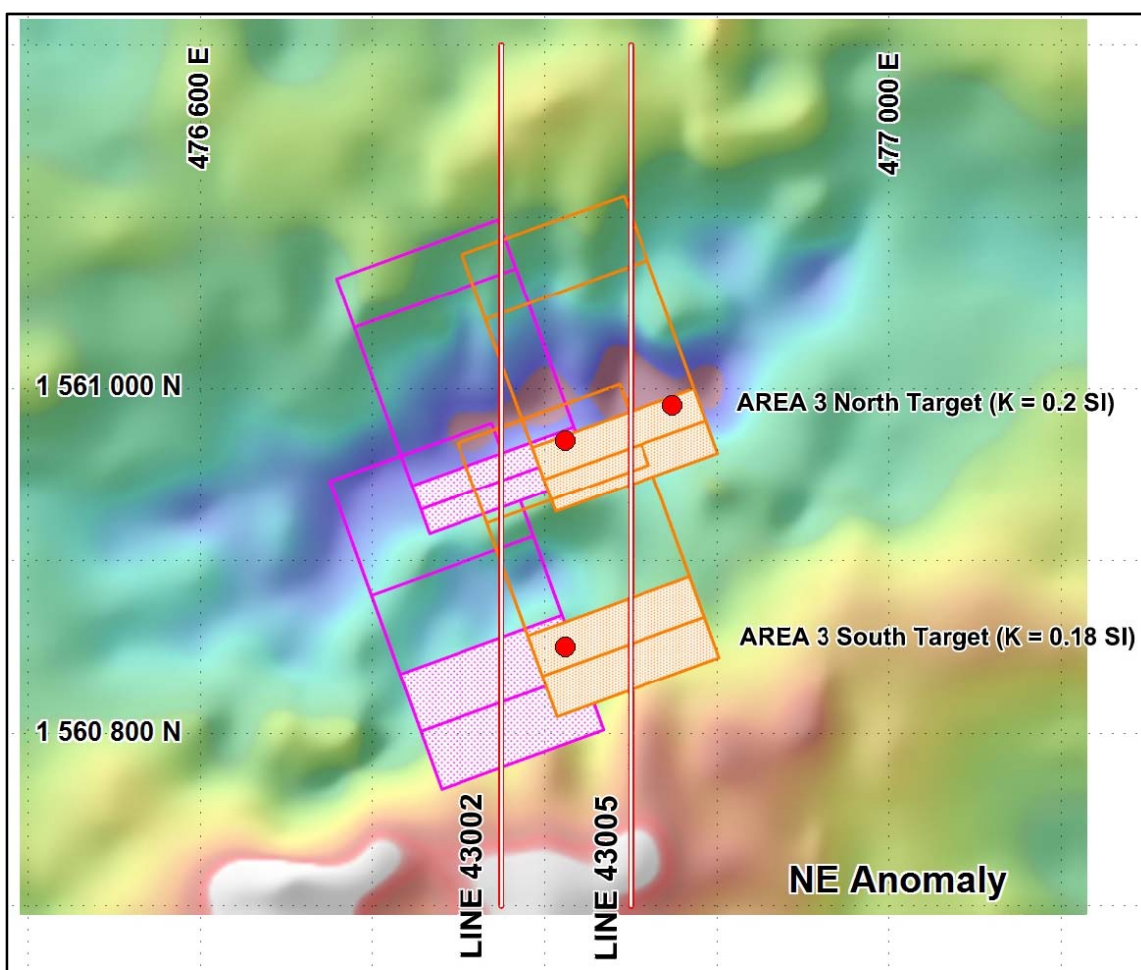 476 600 E
477 000 E
1 561 000 N
AREA 3 North Target (K = 0.2 SI)
AREA 3 South Target (K = 0.18 SI)
1 560 800 N
LINE 43002
LINE 43005
NE Anomaly